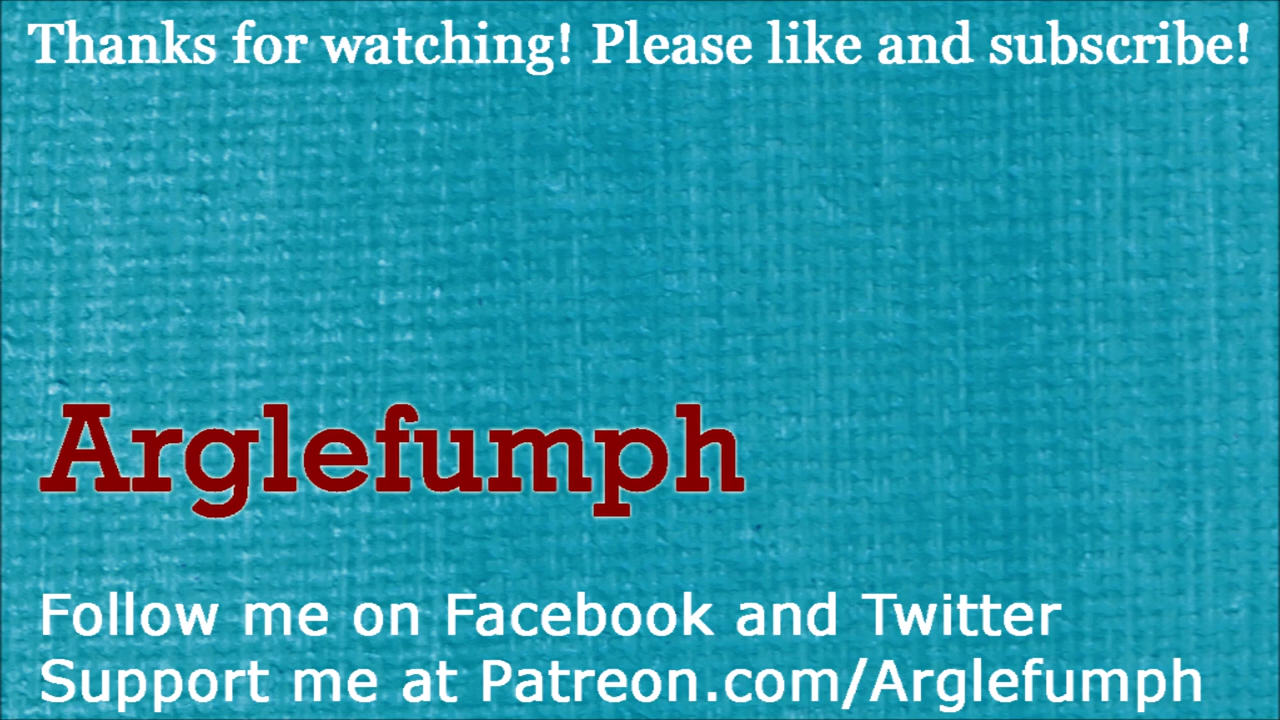 Thanks for watching! Please like and subscribe!
Arglefumph
Follow me on Facebook and Twitter
Support me at Patreon.com/Arglefumph